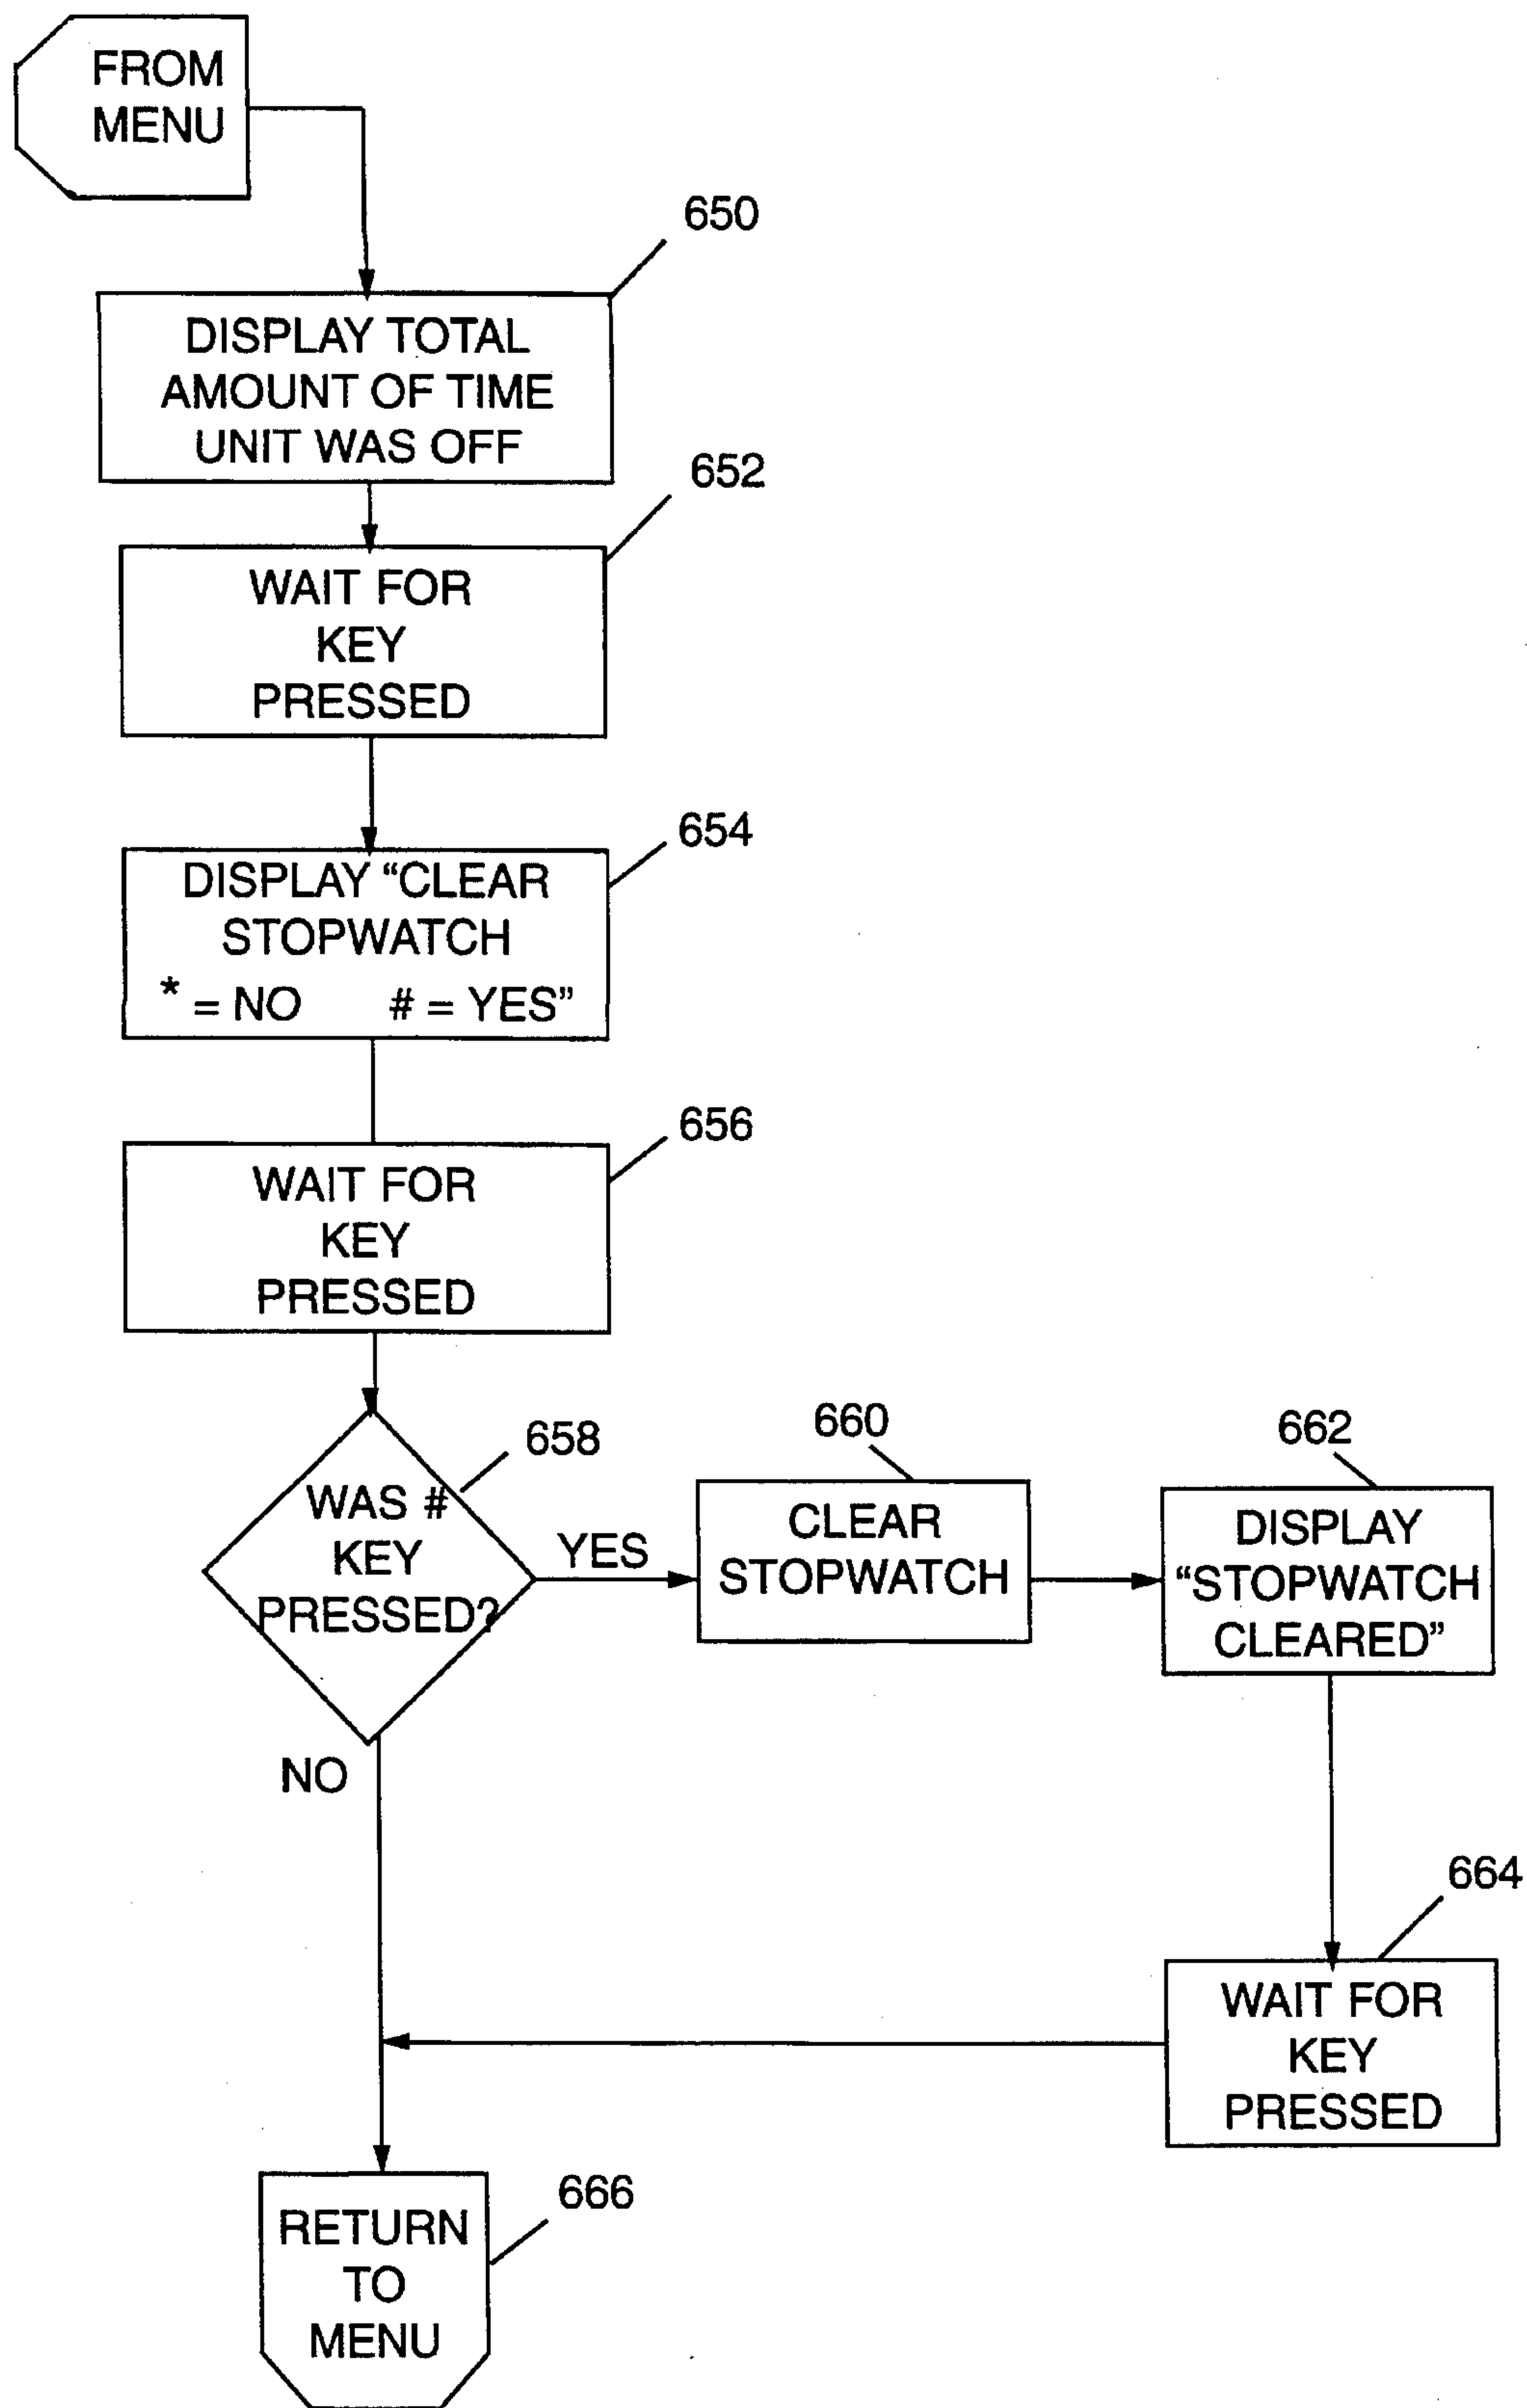 FROM
MENU
650
DISPLAY TOTAL
AMOUNT OF TIME
UNIT WAS OFF
652
WAIT FOR
KEY
PRESSED
654
DISPLAY “CLEAR
STOPWATCH
* = NO # = YES”
656
WAIT FOR
KEY
PRESSED
658
WAS #
KEY
PRESSED?
YES
NO
660
CLEAR
STOPWATCH
662
DISPLAY
“STOPWATCH
CLEARED”
664
WAIT FOR
KEY
PRESSED
666
RETURN
TO
MENU